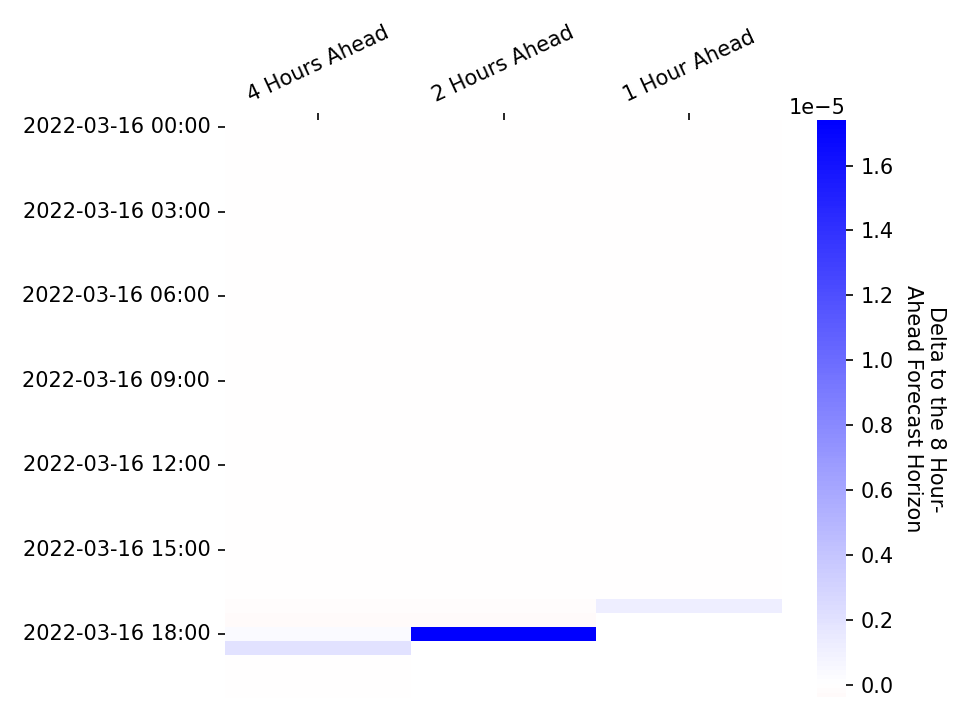 4 Hours Ahead
2 Hours Ahead
1 Hour Ahead
1e−5
2022-03-16 00:00
2022-03-16 03:00
2022-03-16 06:00
2022-03-16 09:00
2022-03-16 12:00
2022-03-16 15:00
2022-03-16 18:00
1.6
1.4
1.2
1.0
0.8
0.6
0.4
0.2
0.0
Delta to the 8 Hour-
Ahead Forecast Horizon